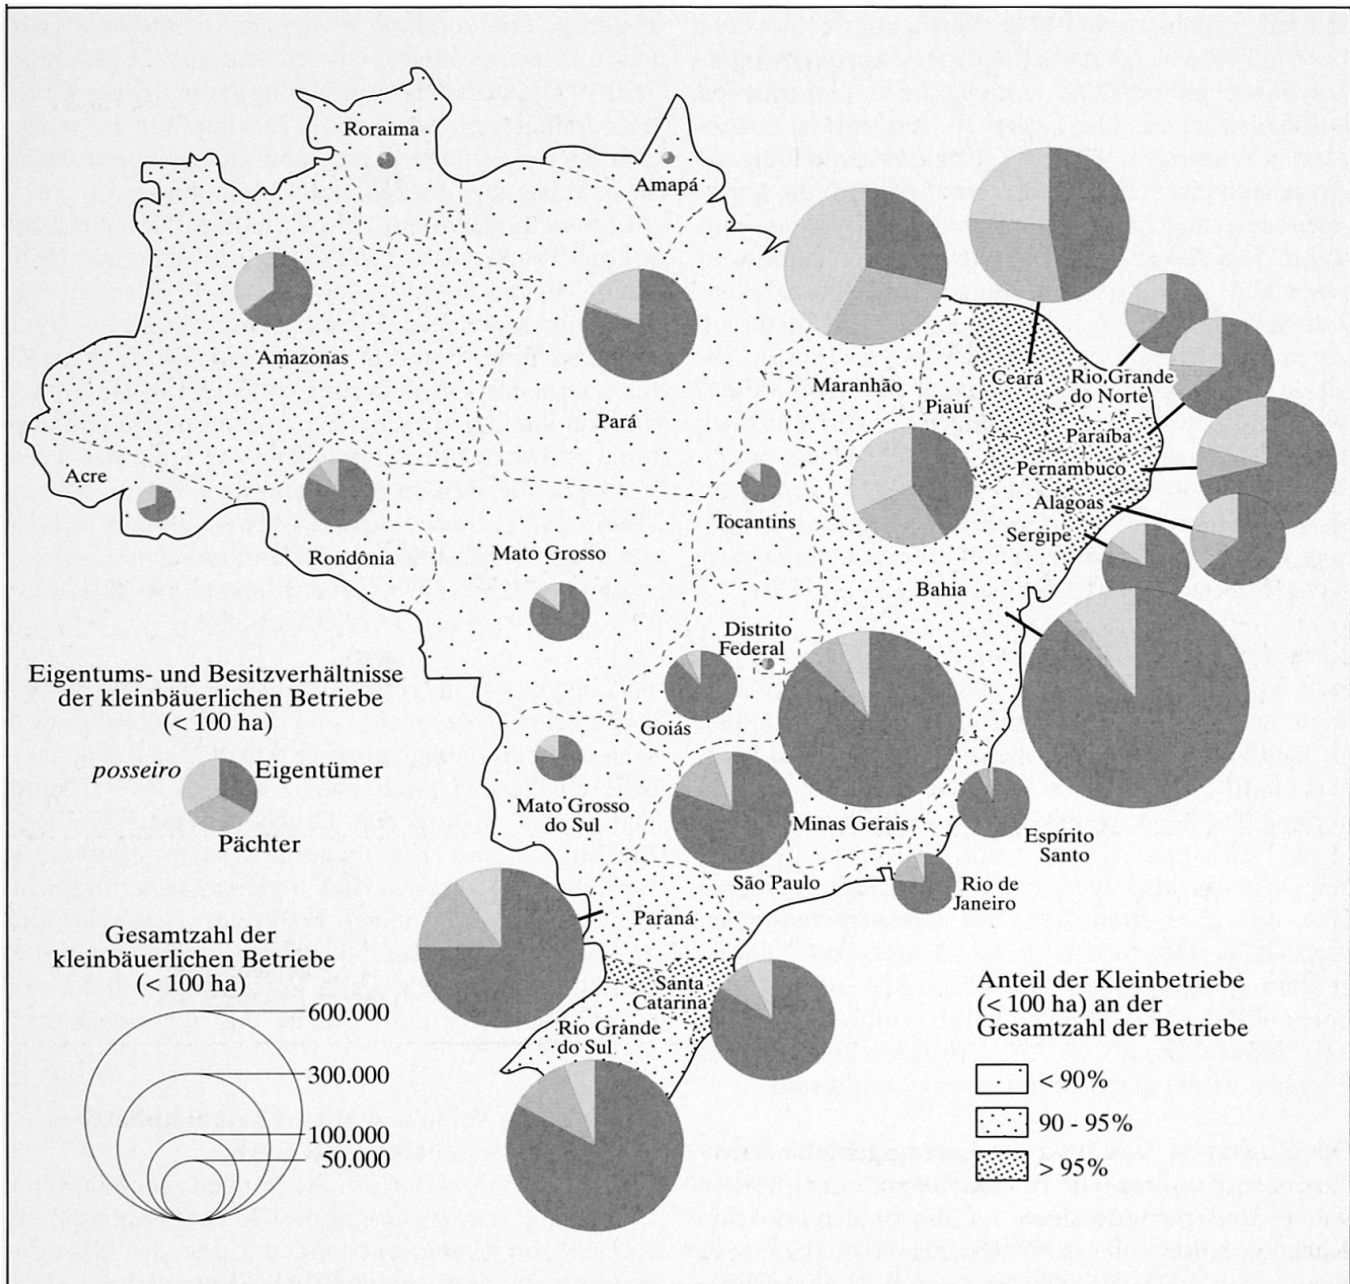 Roraima
Amapá
Amazonas
Pará
Maranhão
Piauí
Ceará
Rio Grande
do Norte
Paraíba
Pernambuco
Alagoas
Sergipe
Acre
Rondônia
Tocantins
Mato Grosso
Bahia
Distrito
Federal
Goiás
Mato Grosso
do Sul
Minas Gerais
Espírito
Santo
São Paulo
Rio de
Janeiro
Paraná
Santa
Catarina
Rio Grande
do Sul
Eigentums- und Besitzverhältnisse
der kleinbäuerlichen Betriebe
(< 100 ha)
posseiro
Eigentümer
Pächter
Gesamtzahl der
kleinbäuerlichen Betriebe
(< 100 ha)
600.000
300.000
100.000
50.000
Anteil der Kleinbetriebe
(< 100 ha) an der
Gesamtzahl der Betriebe
< 90%
90 - 95%
> 95%